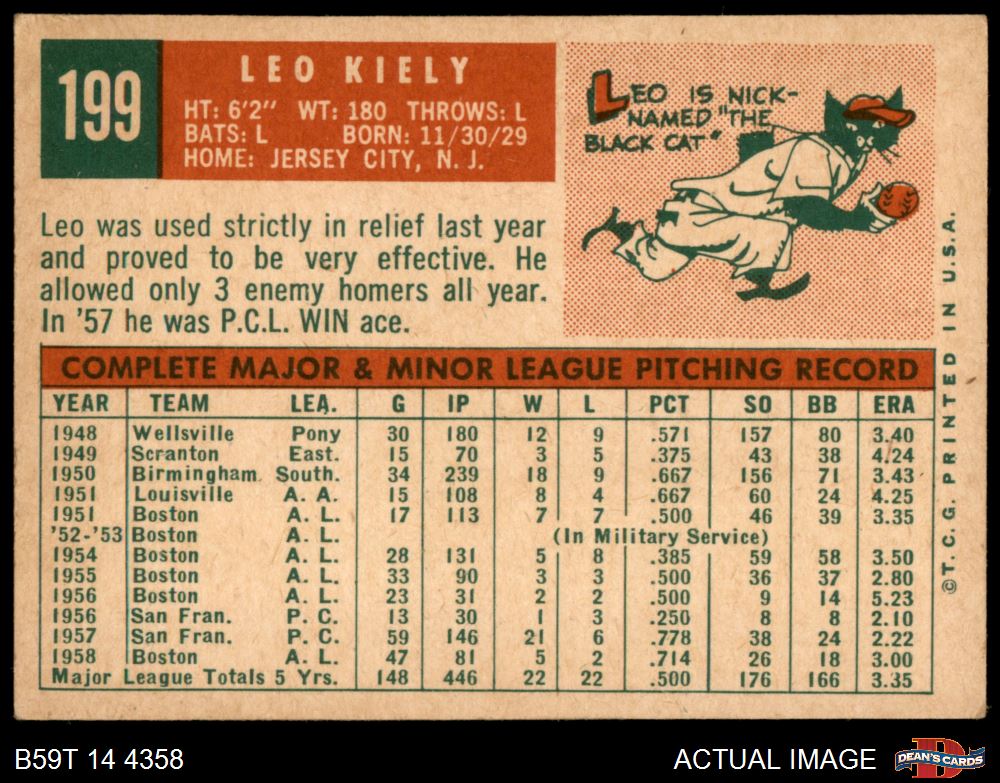 199
LEO KIELY
HT: 6'2" WT: 180 THROWS: L
BATS: L BORN: 11/30/29
HOME: JERSEY CITY, N. J.
LEO IS NICK-
NAMED "THE
BLACK CAT"
Leo was used strictly in relief last year
and proved to be very effective. He
allowed only 3 enemy homers all year.
In '57 he was P.C.L. WIN ace.
COMPLETE MAJOR & MINOR LEAGUE PITCHING RECORD
YEAR TEAM LEA. G IP W L PCT SO BB ERA
1948 Wellsville Pony 30 180 12 9 .571 157 80 3.40
1949 Scranton East. 15 70 3 5 .375 43 38 4.24
1950 Birmingham South. 34 239 18 9 .667 156 71 3.43
1951 Louisville A. A. 15 108 8 4 .667 60 24 4.25
1951 Boston A. L. 17 113 7 7 .500 46 39 3.35
'52-'53 Boston A. L. (In Military Service)
1954 Boston A. L. 28 131 5 8 .385 59 58 3.50
1955 Boston A. L. 33 90 3 3 .500 36 37 2.80
1956 Boston A. L. 23 31 2 2 .500 9 14 5.23
1956 San Fran. P. C. 13 30 1 3 .250 8 8 2.10
1957 San Fran. P. C. 59 146 21 6 .778 38 24 2.22
1958 Boston A. L. 47 81 5 2 .714 26 18 3.00
Major League Totals 5 Yrs. 148 446 22 22 .500 176 166 3.35
©T.C.G. PRINTED IN U.S.A.
B59T 14 4358
ACTUAL IMAGE
DEAN'S CARDS